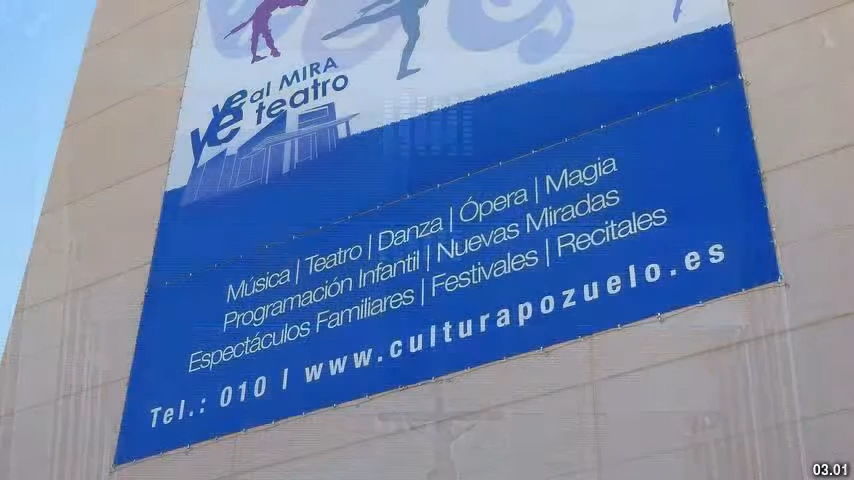 ve al MIRA
ve teatro
Música | Teatro | Danza | Ópera | Magia
Programación Infantil | Nuevas Miradas
Espectáculos Familiares | Festivales | Recitales
Tel.: 010 | www.culturapozuelo.es
03.01